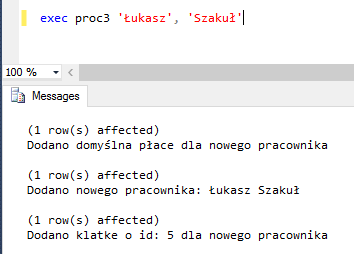 exec proc3 'Łukasz', 'Szakuł'
100 %
Messages
(1 row(s) affected)
Dodano domyślna płace dla nowego pracownika
(1 row(s) affected)
Dodano nowego pracownika: Łukasz Szakuł
(1 row(s) affected)
Dodano klatke o id: 5 dla nowego pracownika